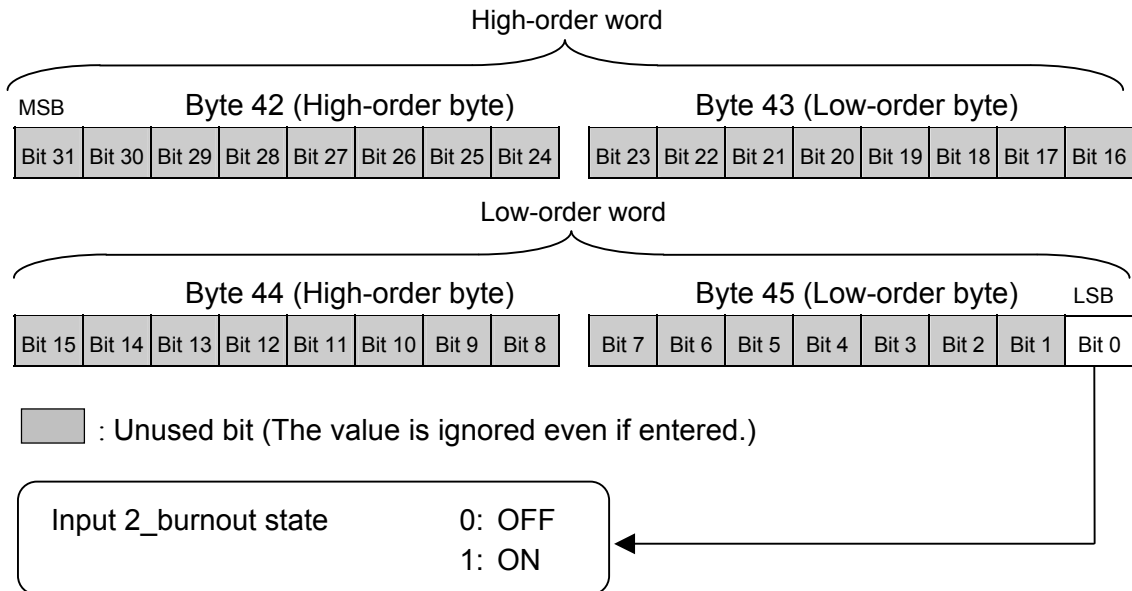 High-order word
MSB Byte 42 (High-order byte) Byte 43 (Low-order byte)
Bit 31 Bit 30 Bit 29 Bit 28 Bit 27 Bit 26 Bit 25 Bit 24 Bit 23 Bit 22 Bit 21 Bit 20 Bit 19 Bit 18 Bit 17 Bit 16
Low-order word
Byte 44 (High-order byte) Byte 45 (Low-order byte) LSB
Bit 15 Bit 14 Bit 13 Bit 12 Bit 11 Bit 10 Bit 9 Bit 8 Bit 7 Bit 6 Bit 5 Bit 4 Bit 3 Bit 2 Bit 1 Bit 0
: Unused bit (The value is ignored even if entered.)
Input 2_burnout state 0: OFF
1: ON